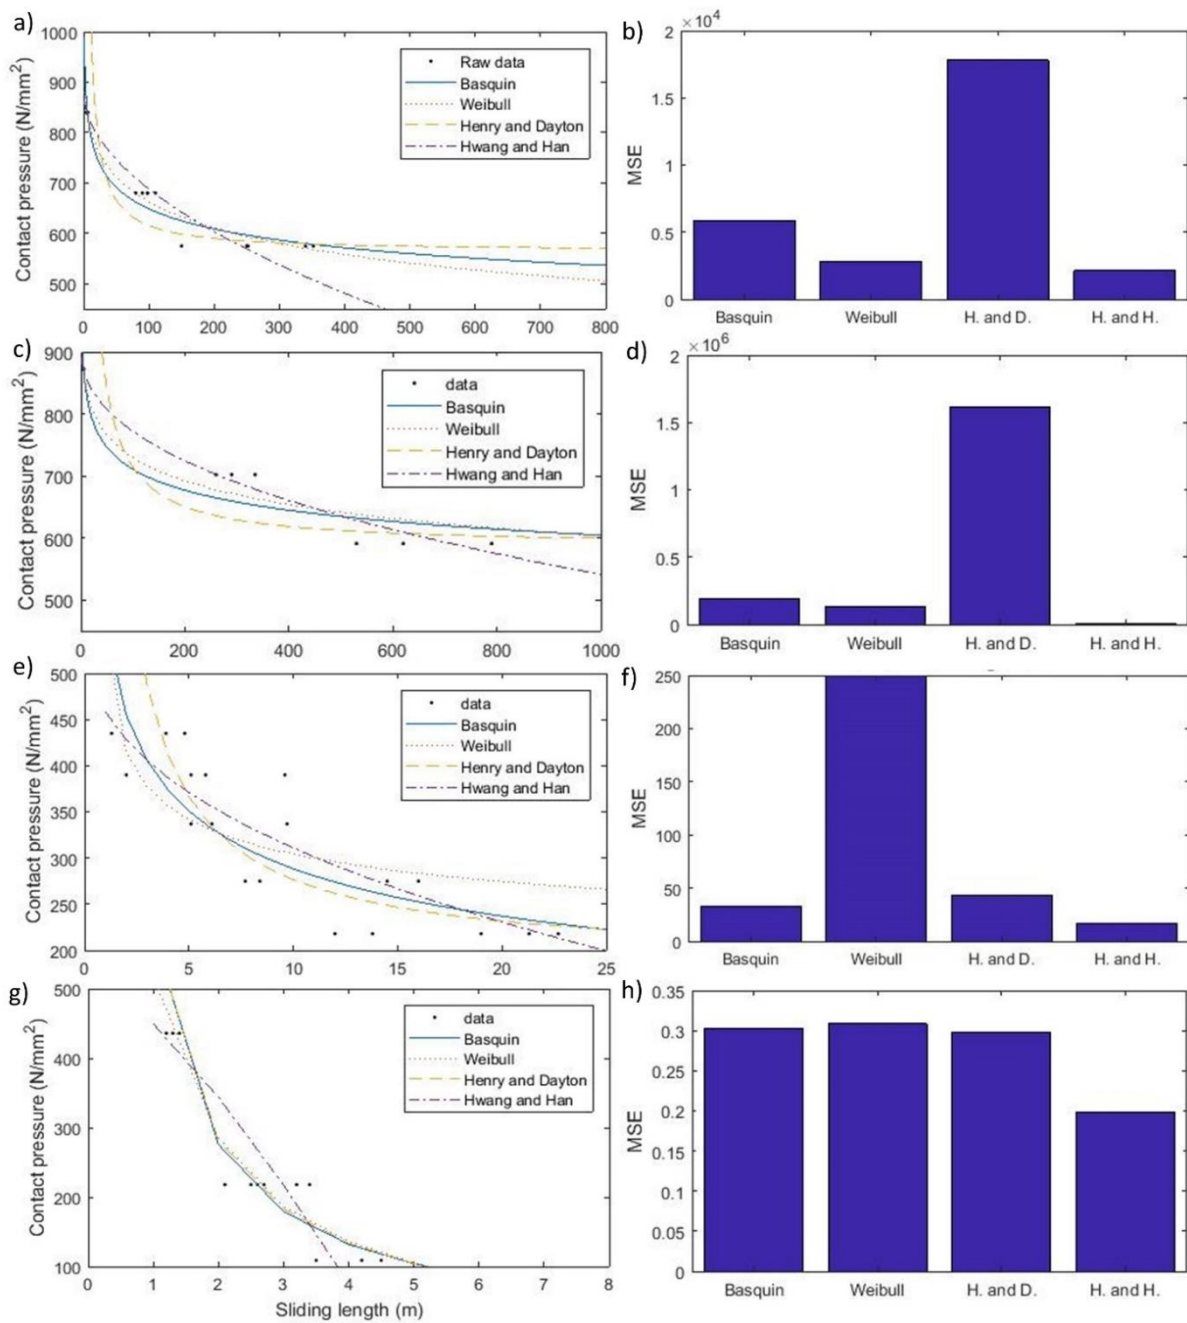 a)
1000
900
800
700
600
500
0 100 200 300 400 500 600 700 800
Contact pressure (N/mm²)
Raw data
Basquin
Weibull
Henry and Dayton
Hwang and Han
b)
×10⁴
2
1.5
1
0.5
0
MSE
Basquin Weibull H. and D. H. and H.
c)
900
800
700
600
500
0 200 400 600 800 1000
Contact pressure (N/mm²)
data
Basquin
Weibull
Henry and Dayton
Hwang and Han
d)
×10⁶
2
1.5
1
0.5
0
MSE
Basquin Weibull H. and D. H. and H.
e)
500
450
400
350
300
250
200
0 5 10 15 20 25
Contact pressure (N/mm²)
data
Basquin
Weibull
Henry and Dayton
Hwang and Han
f)
250
200
150
100
50
0
MSE
Basquin Weibull H. and D. H. and H.
g)
500
400
300
200
100
0 1 2 3 4 5 6 7 8
Contact pressure (N/mm²)
Sliding length (m)
data
Basquin
Weibull
Henry and Dayton
Hwang and Han
h)
0.35
0.3
0.25
0.2
0.15
0.1
0.05
0
MSE
Basquin Weibull H. and D. H. and H.